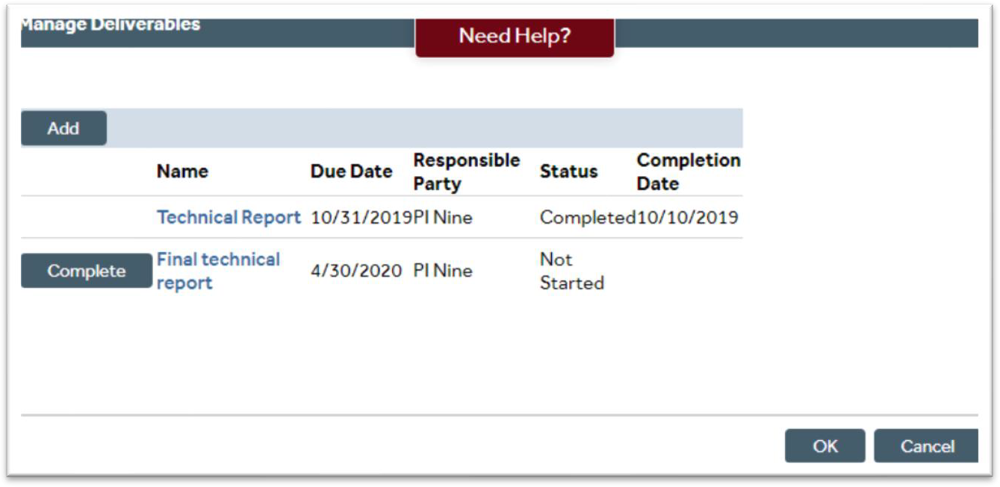 Manage Deliverables
Need Help?
Add
Name Due Date Responsible Party Status Completion Date
Technical Report 10/31/2019 PI Nine Completed 10/10/2019
Complete Final technical report 4/30/2020 PI Nine Not Started
OK Cancel